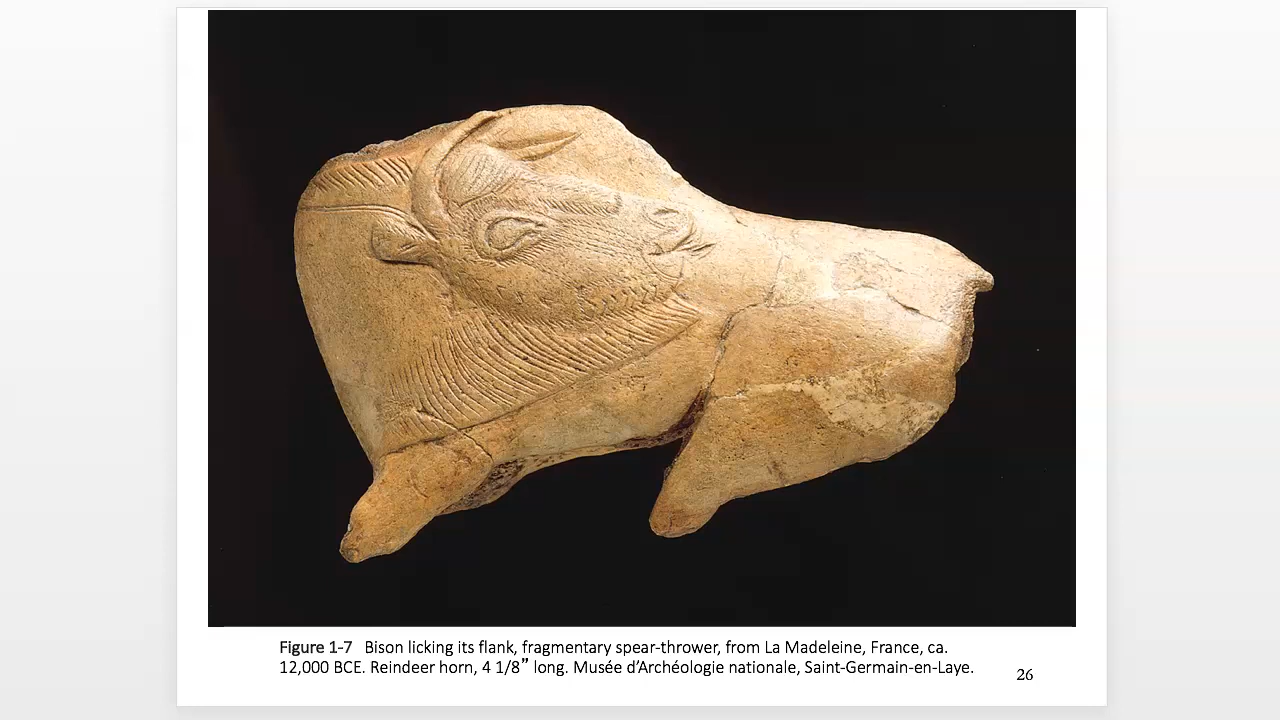 Figure 1-7 Bison licking its flank, fragmentary spear-thrower, from La Madeleine, France, ca.
12,000 BCE. Reindeer horn, 4 1/8” long. Musée d’Archéologie nationale, Saint-Germain-en-Laye.
26